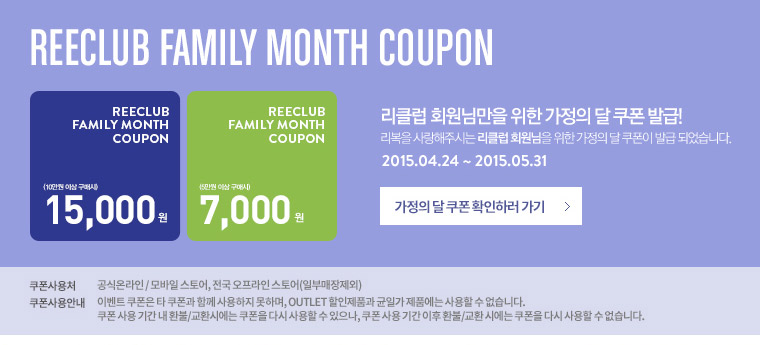 REECLUB FAMILY MONTH COUPON
REECLUB
FAMILY MONTH
COUPON
(10만원 이상 구매시)
15,000원
REECLUB
FAMILY MONTH
COUPON
(5만원 이상 구매시)
7,000원
리클럽 회원님만을 위한 가정의 달 쿠폰 발급!
리복을 사랑해주시는 리클럽 회원님을 위한 가정의 달 쿠폰이 발급 되었습니다.
2015.04.24 ~ 2015.05.31
가정의 달 쿠폰 확인하러 가기 >
쿠폰사용처 공식온라인 / 모바일 스토어, 전국 오프라인 스토어(일부매장제외)
쿠폰사용안내 이벤트 쿠폰은 타 쿠폰과 함께 사용하지 못하며, OUTLET 할인제품과 균일가 제품에는 사용할 수 없습니다.
쿠폰 사용 기간 내 환불/교환시에는 쿠폰을 다시 사용할 수 있으나, 쿠폰 사용 기간 이후 환불/교환 시에는 쿠폰을 다시 사용할 수 없습니다.